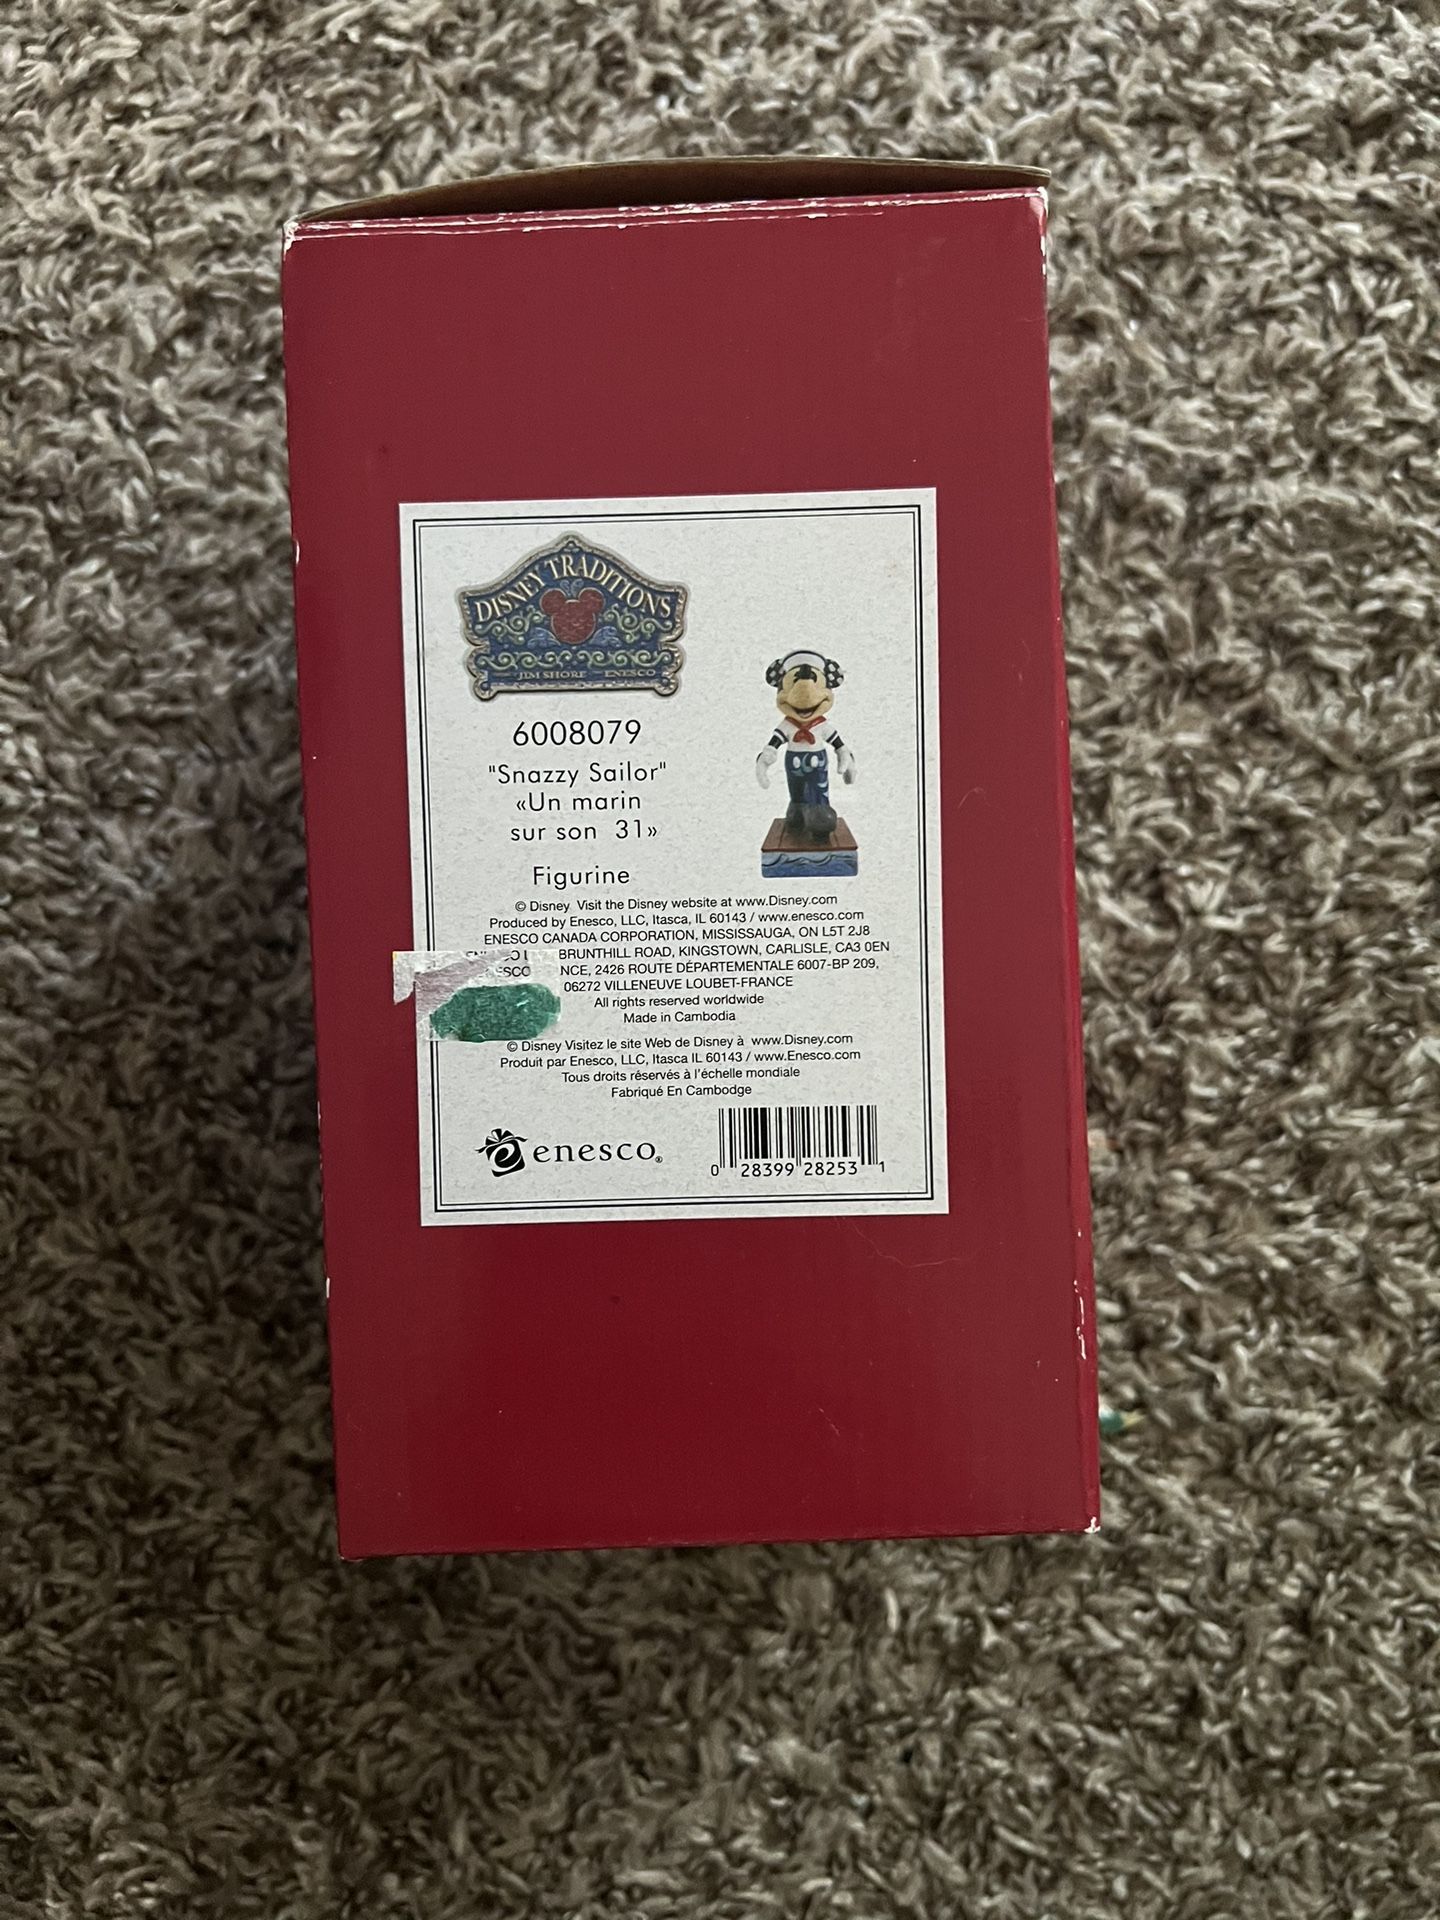 DISNEY TRADITIONS
JIM SHORE ENESCO
6008079
"Snazzy Sailor"
«Un marin
sur son 31»
Figurine
© Disney Visit the Disney website at www.Disney.com
Produced by Enesco, LLC, Itasca, IL 60143 / www.enesco.com
ENESCO CANADA CORPORATION, MISSISSAUGA, ON L5T 2J8
BRUNTHILL ROAD, KINGSTOWN, CARLISLE, CA3 0EN
2426 ROUTE DÉPARTEMENTALE 6007-BP 209,
06272 VILLENEUVE LOUBET-FRANCE
All rights reserved worldwide
Made in Cambodia
© Disney Visitez le site Web de Disney à www.Disney.com
Produit par Enesco, LLC, Itasca IL 60143 / www.Enesco.com
Tous droits réservés à l'échelle mondiale
Fabriqué En Cambodge
enesco®
0 28399 28253 1